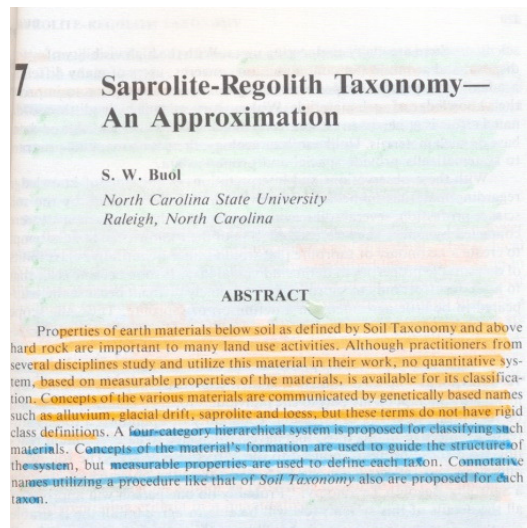 7
Saprolite-Regolith Taxonomy—
An Approximation
S. W. Buol
North Carolina State University
Raleigh, North Carolina
ABSTRACT
Properties of earth materials below soil as defined by Soil Taxonomy and above
hard rock are important to many land use activities. Although practitioners from
several disciplines study and utilize this material in their work, no quantitative sys-
tem, based on measurable properties of the materials, is available for its classifica-
tion. Concepts of the various materials are communicated by genetically based names
such as alluvium, glacial drift, saprolite and loess, but these terms do not have rigid
class definitions. A four-category hierarchical system is proposed for classifying such
materials. Concepts of the material's formation are used to guide the structure of
the system, but measurable properties are used to define each taxon. Connotative
names utilizing a procedure like that of Soil Taxonomy also are proposed for each
taxon.